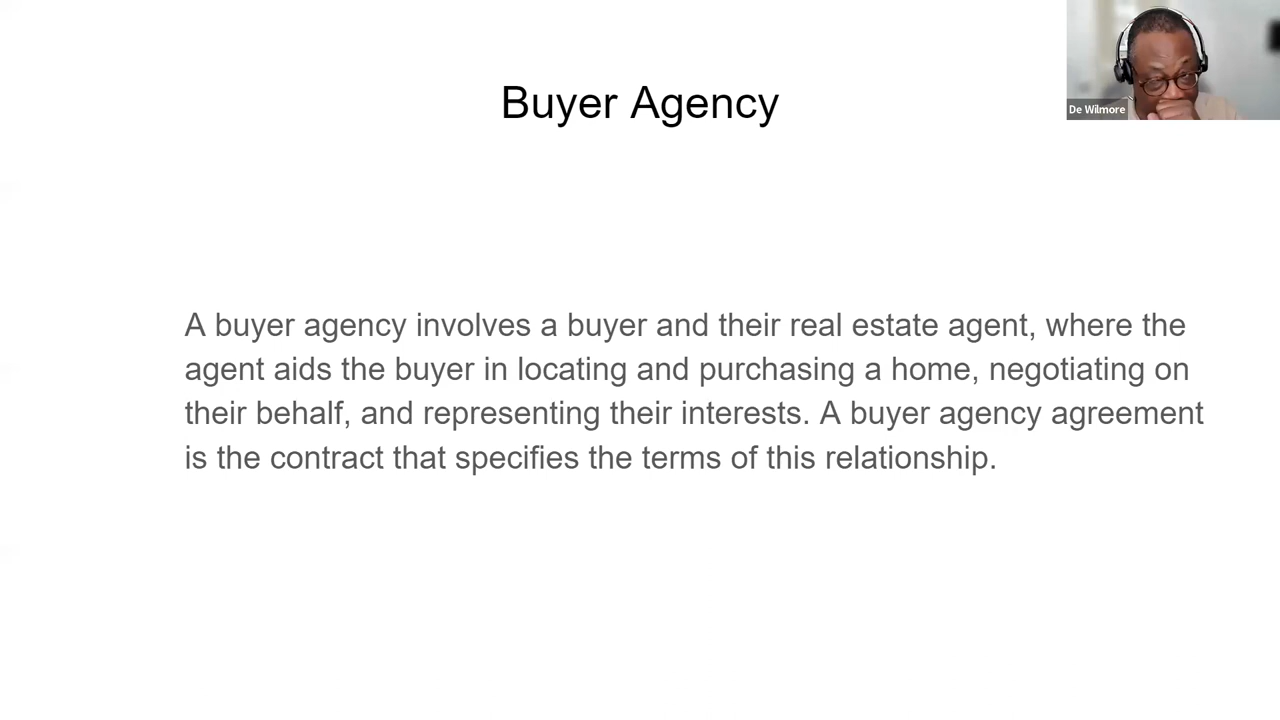 Buyer Agency
De Wilmore
A buyer agency involves a buyer and their real estate agent, where the
agent aids the buyer in locating and purchasing a home, negotiating on
their behalf, and representing their interests. A buyer agency agreement
is the contract that specifies the terms of this relationship.